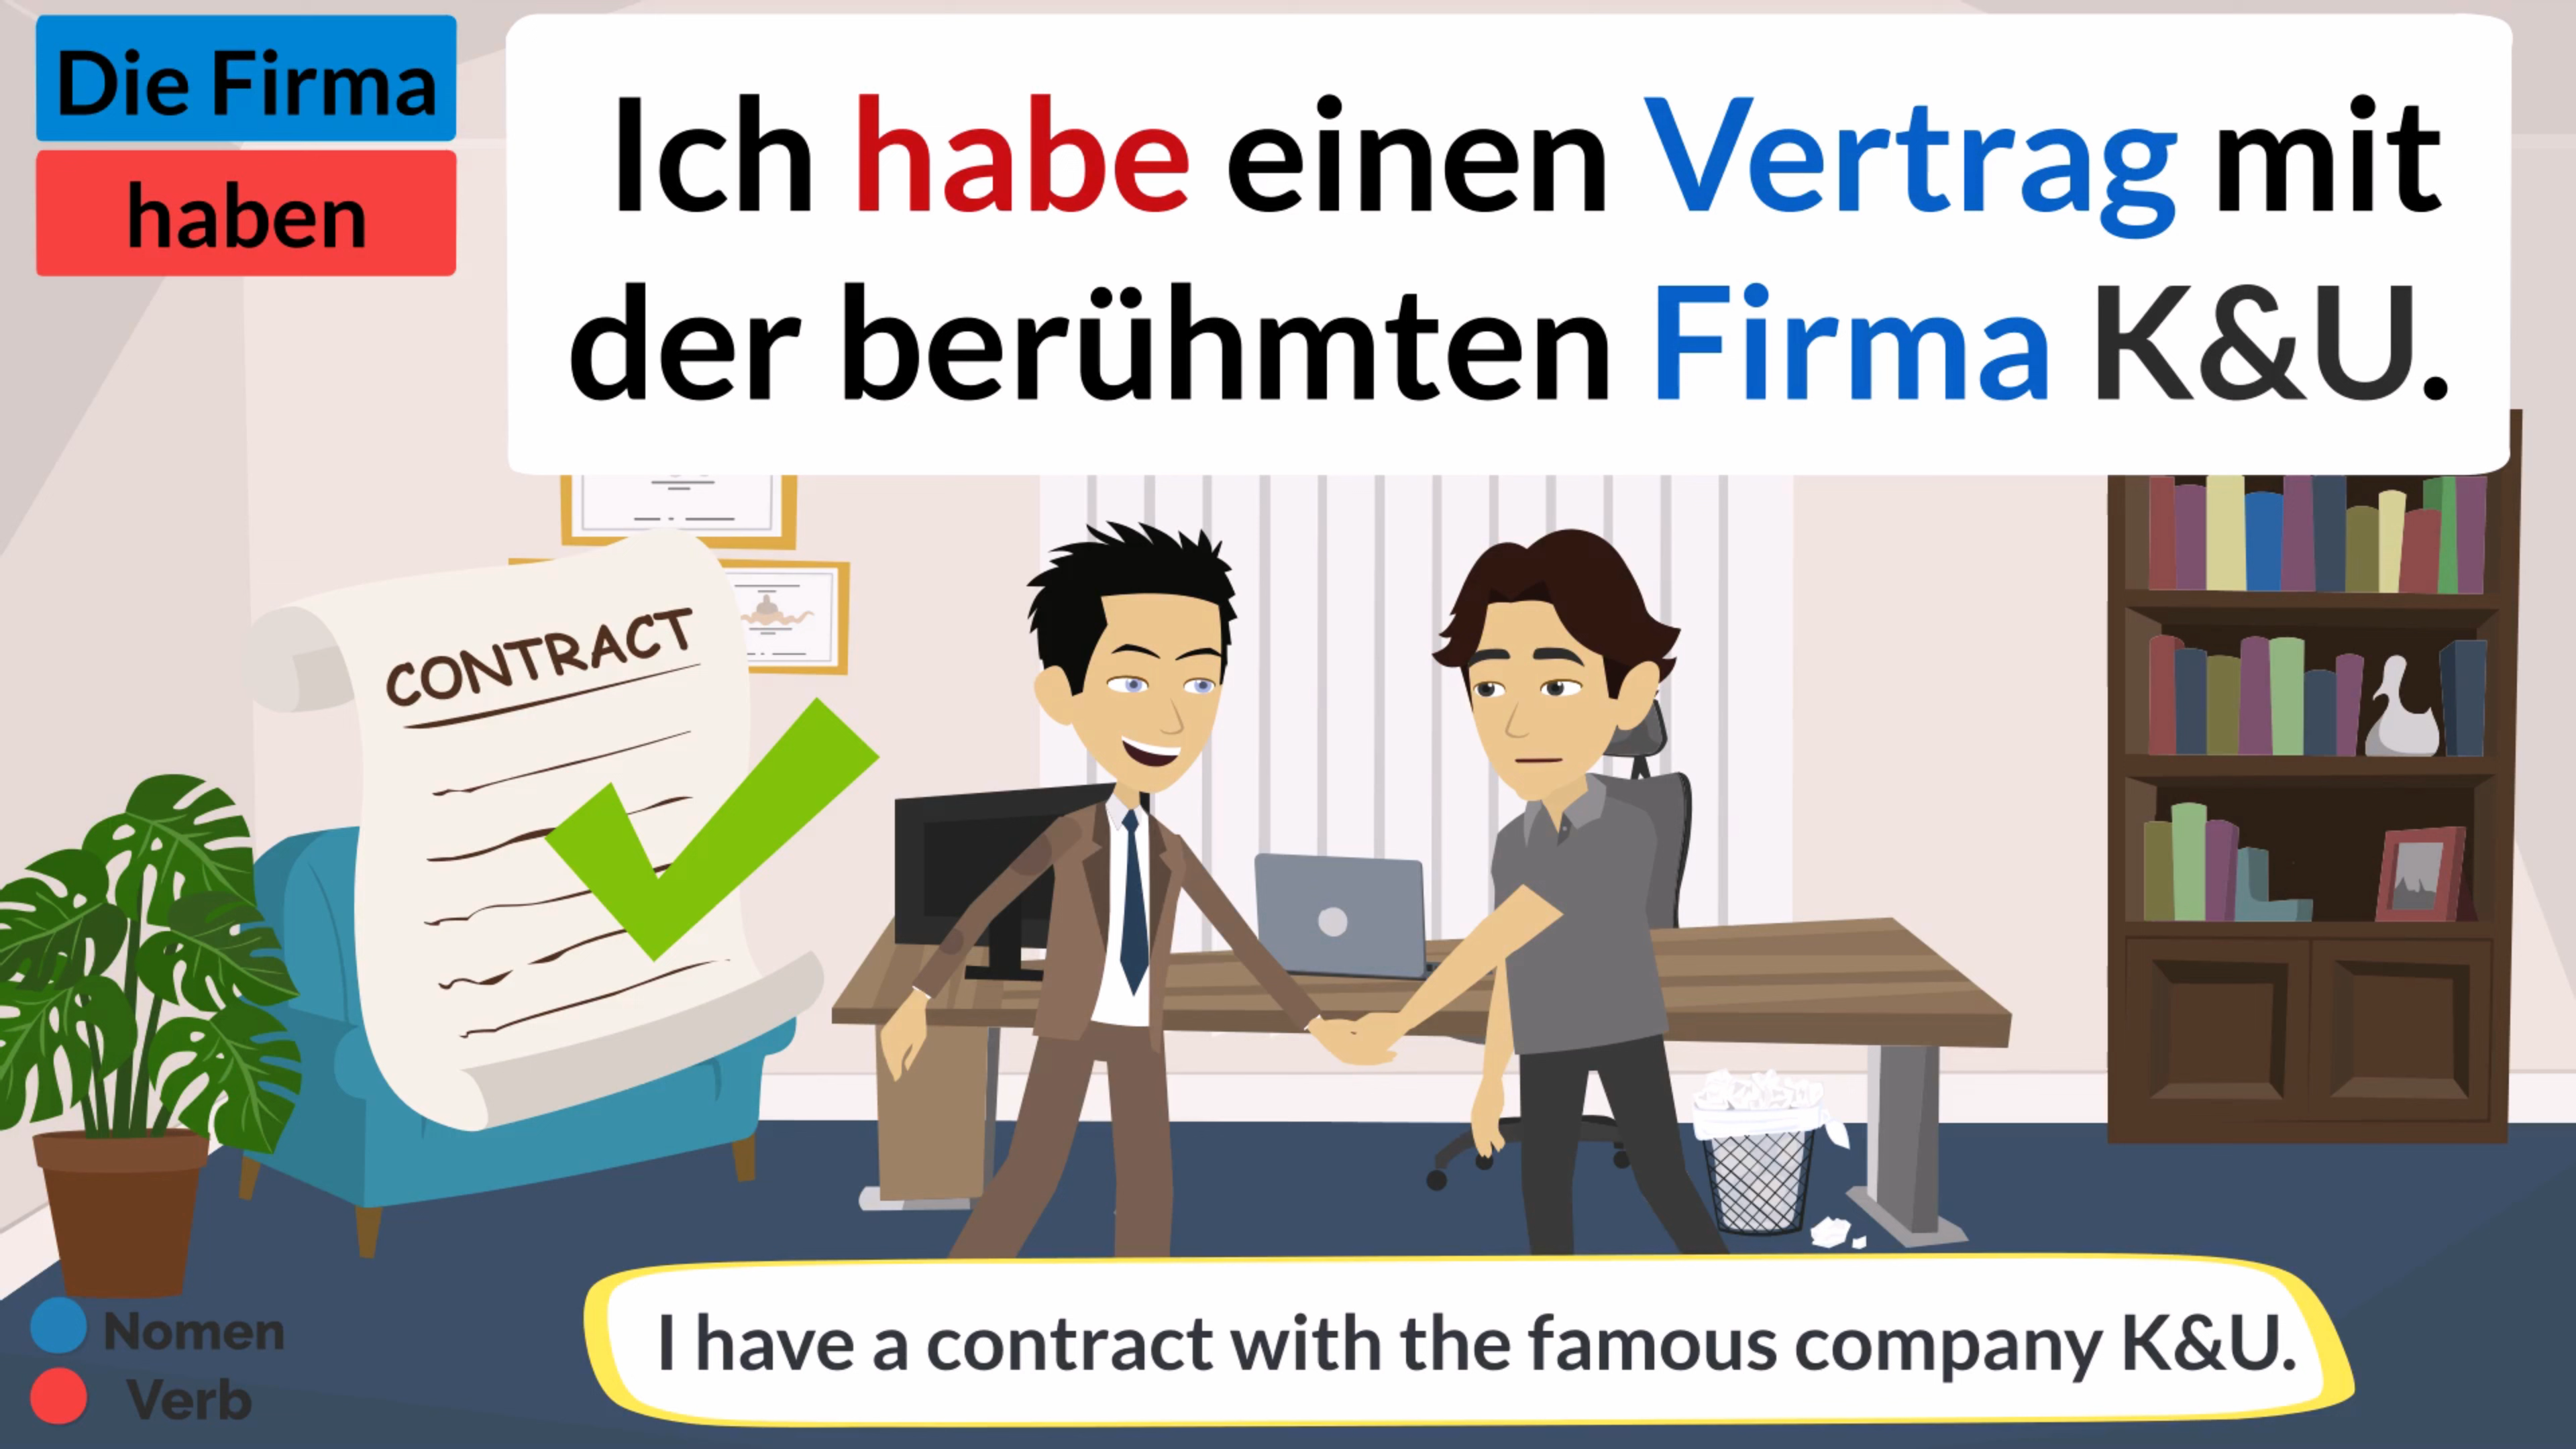 Die Firma
haben
Ich habe einen Vertrag mit
der berühmten Firma K&U.
CONTRACT
Nomen
Verb
I have a contract with the famous company K&U.